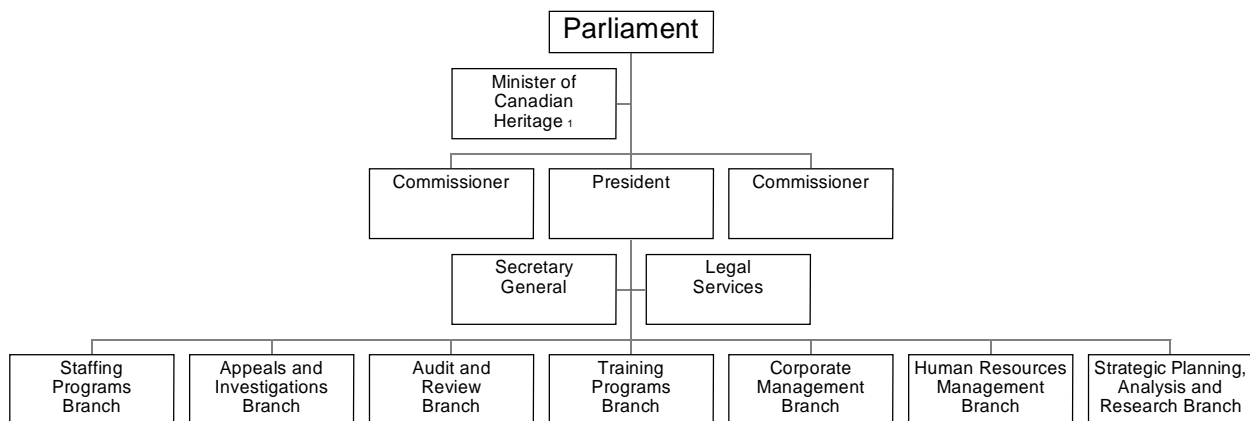 Parliament
Minister of
Canadian
Heritage 1
Commissioner
President
Commissioner
Secretary
General
Legal
Services
Staffing
Programs
Branch
Appeals and
Investigations
Branch
Audit and
Review
Branch
Training
Programs
Branch
Corporate
Management
Branch
Human Resources
Management
Branch
Strategic Planning,
Analysis and
Research Branch